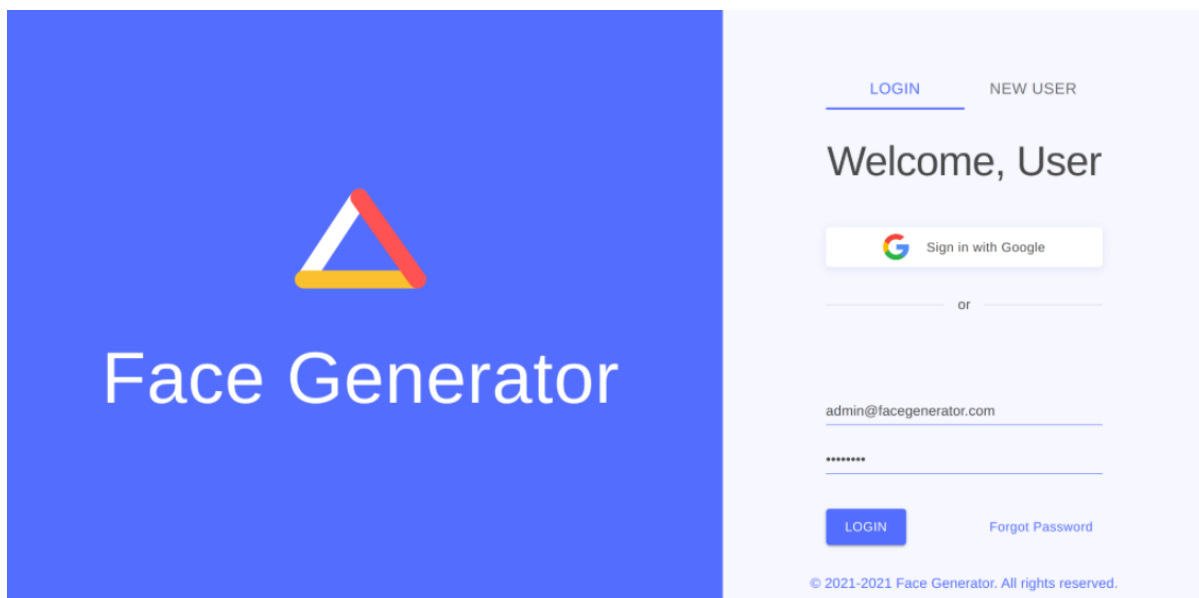 Face Generator
LOGIN NEW USER
Welcome, User
Sign in with Google
or
admin@facegenerator.com
••••••••
LOGIN Forgot Password
© 2021-2021 Face Generator. All rights reserved.